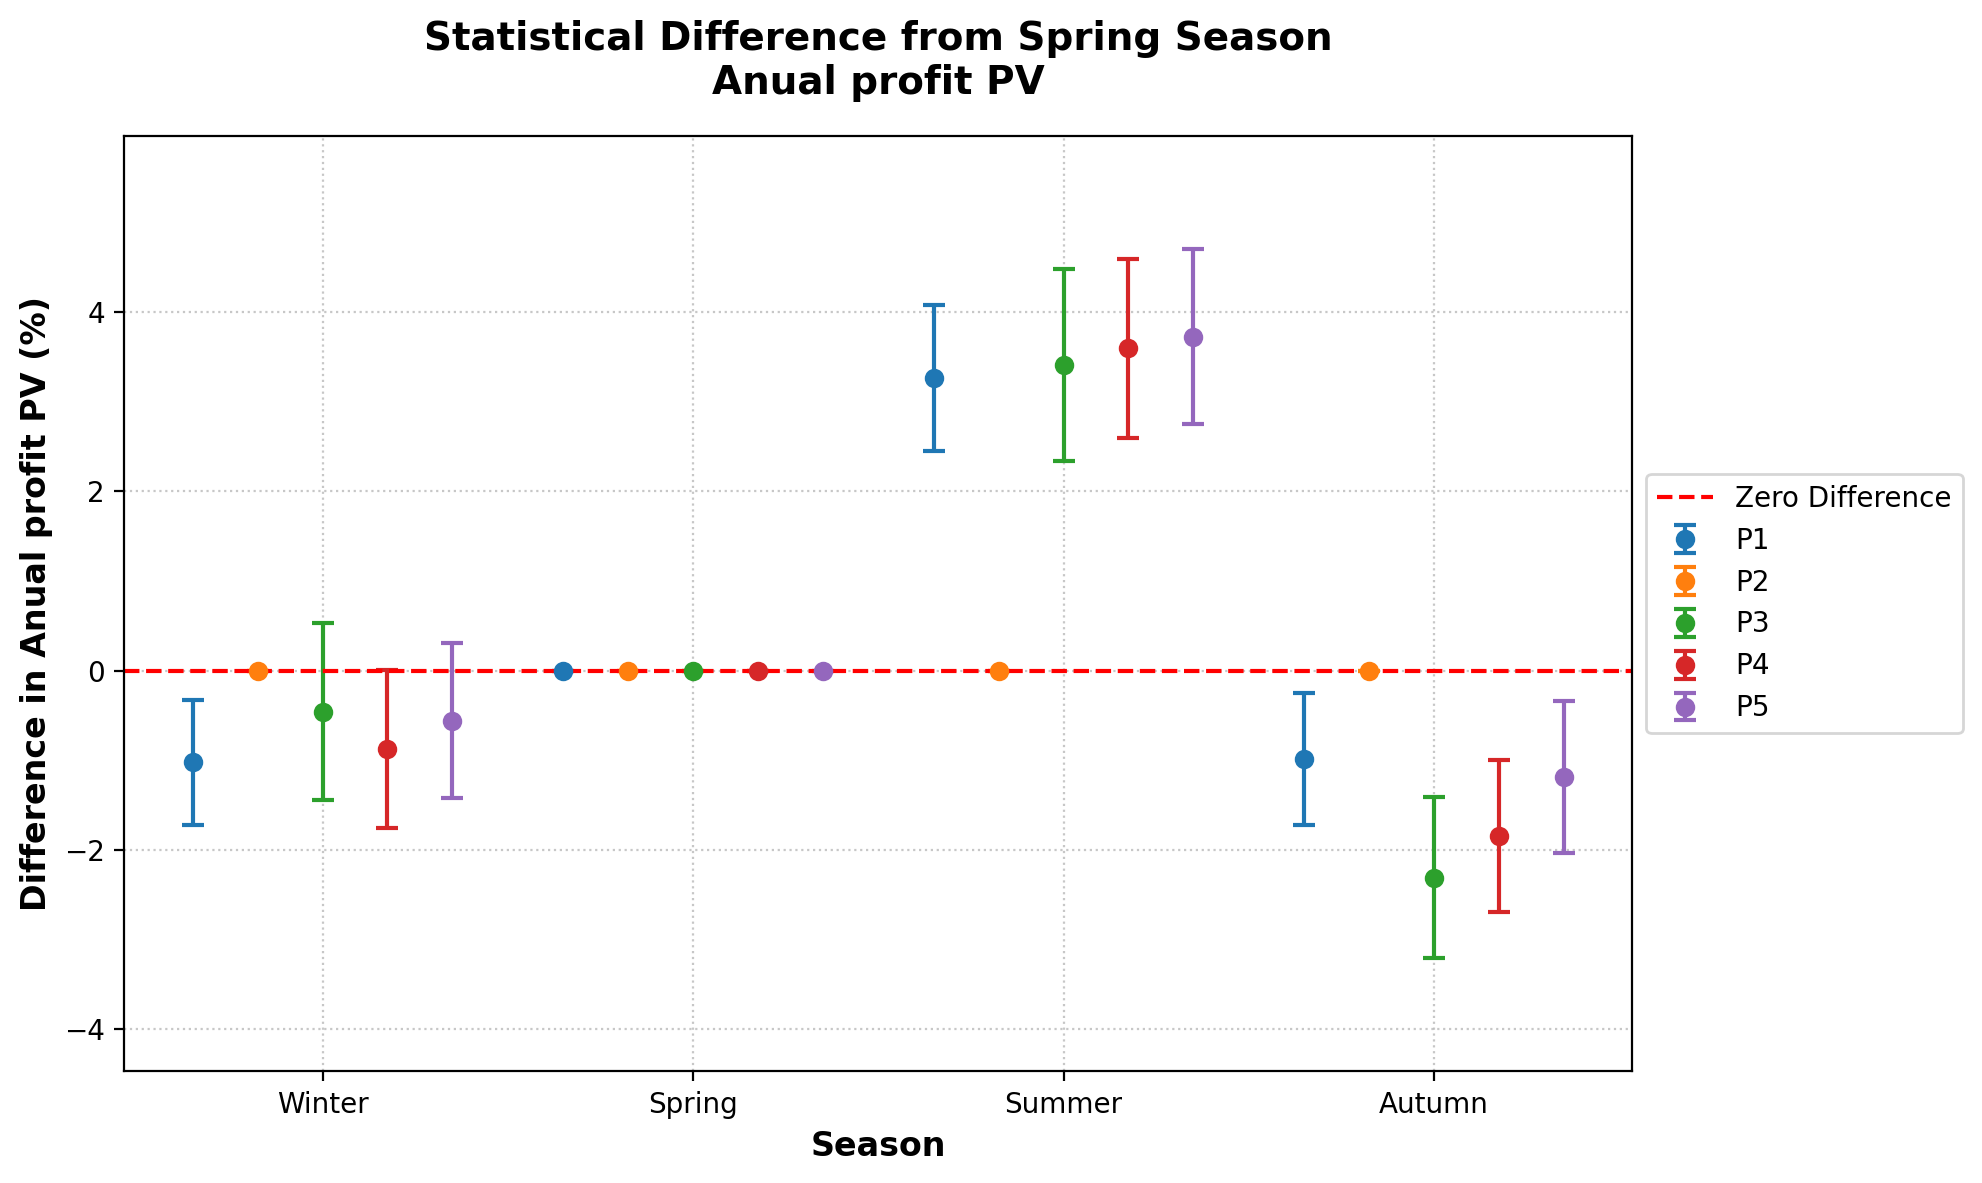 Statistical Difference from Spring Season
Anual profit PV
Difference in Anual profit PV (%)
4
2
0
−2
−4
Winter
Spring
Summer
Autumn
Season
Zero Difference
P1
P2
P3
P4
P5